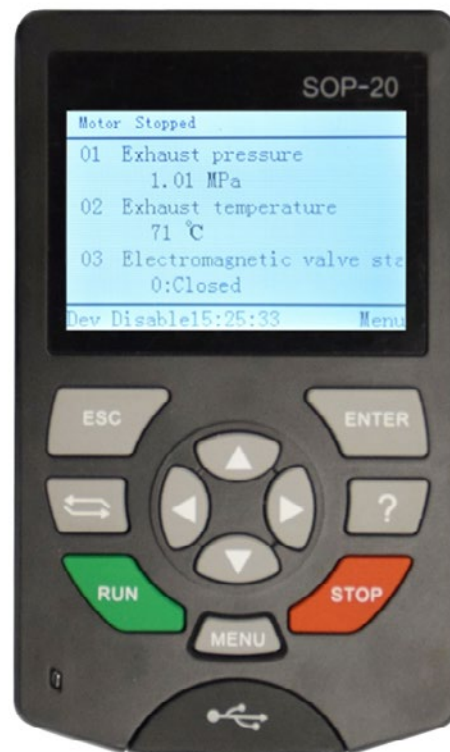 SOP-20
Motor Stopped
01 Exhaust pressure
1.01 MPa
02 Exhaust temperature
71 ℃
03 Electromagnetic valve sta
0:Closed
Dev Disable15:25:33 Menu
ESC ENTER
?
RUN STOP
MENU